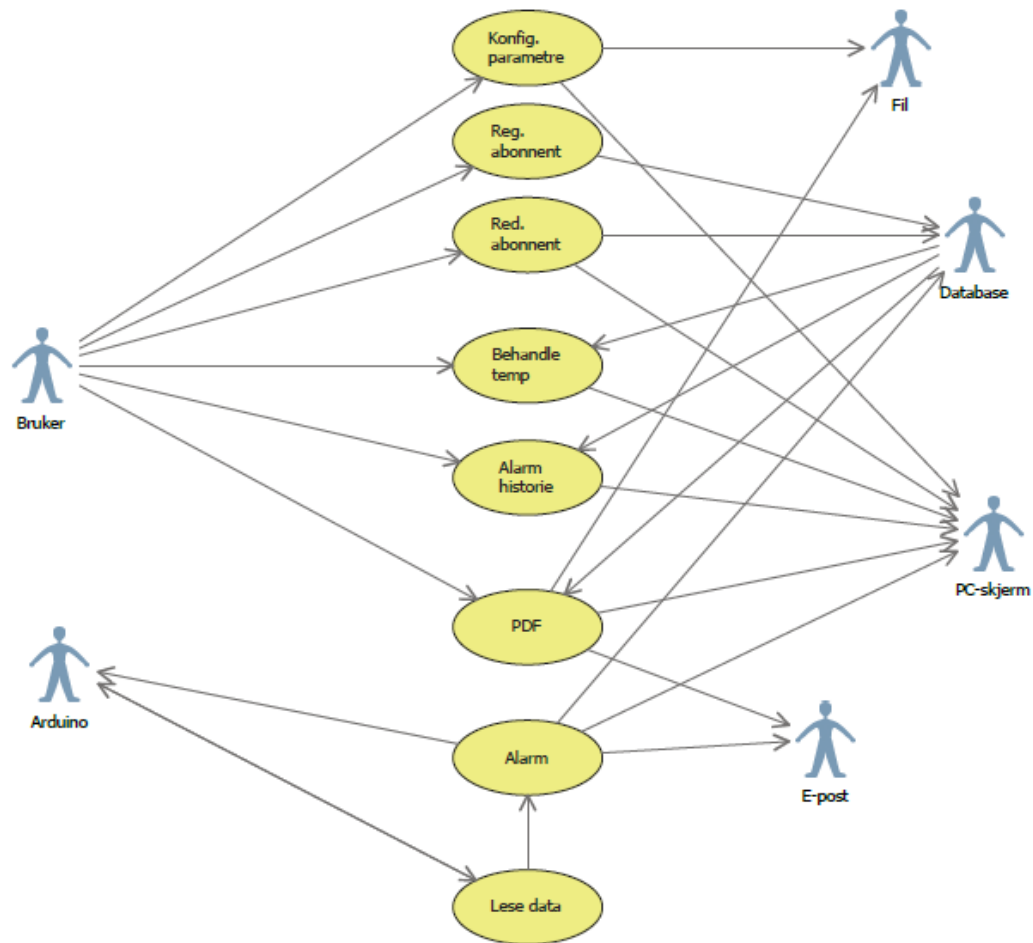 Konfig.
parametre
Fil
Reg.
abonnent
Red.
abonnent
Database
Behandle
temp
Bruker
Alarm
historie
PC-skjerm
PDF
Arduino
Alarm
E-post
Lese data